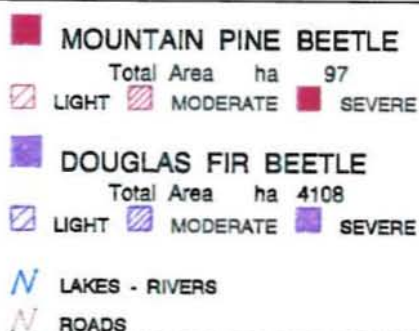 MOUNTAIN PINE BEETLE
Total Area ha 97
LIGHT MODERATE SEVERE
DOUGLAS FIR BEETLE
Total Area ha 4108
LIGHT MODERATE SEVERE
LAKES - RIVERS
ROADS